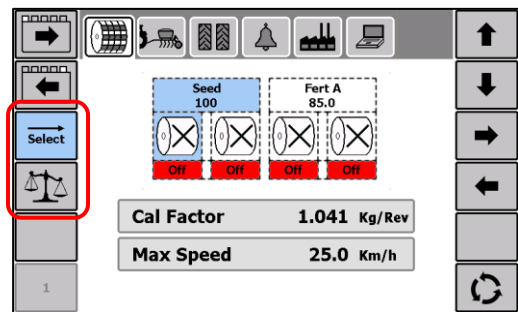 Seed
100
Fert A
85.0
Select
Off Off Off Off
Cal Factor 1.041 Kg/Rev
Max Speed 25.0 Km/h
1